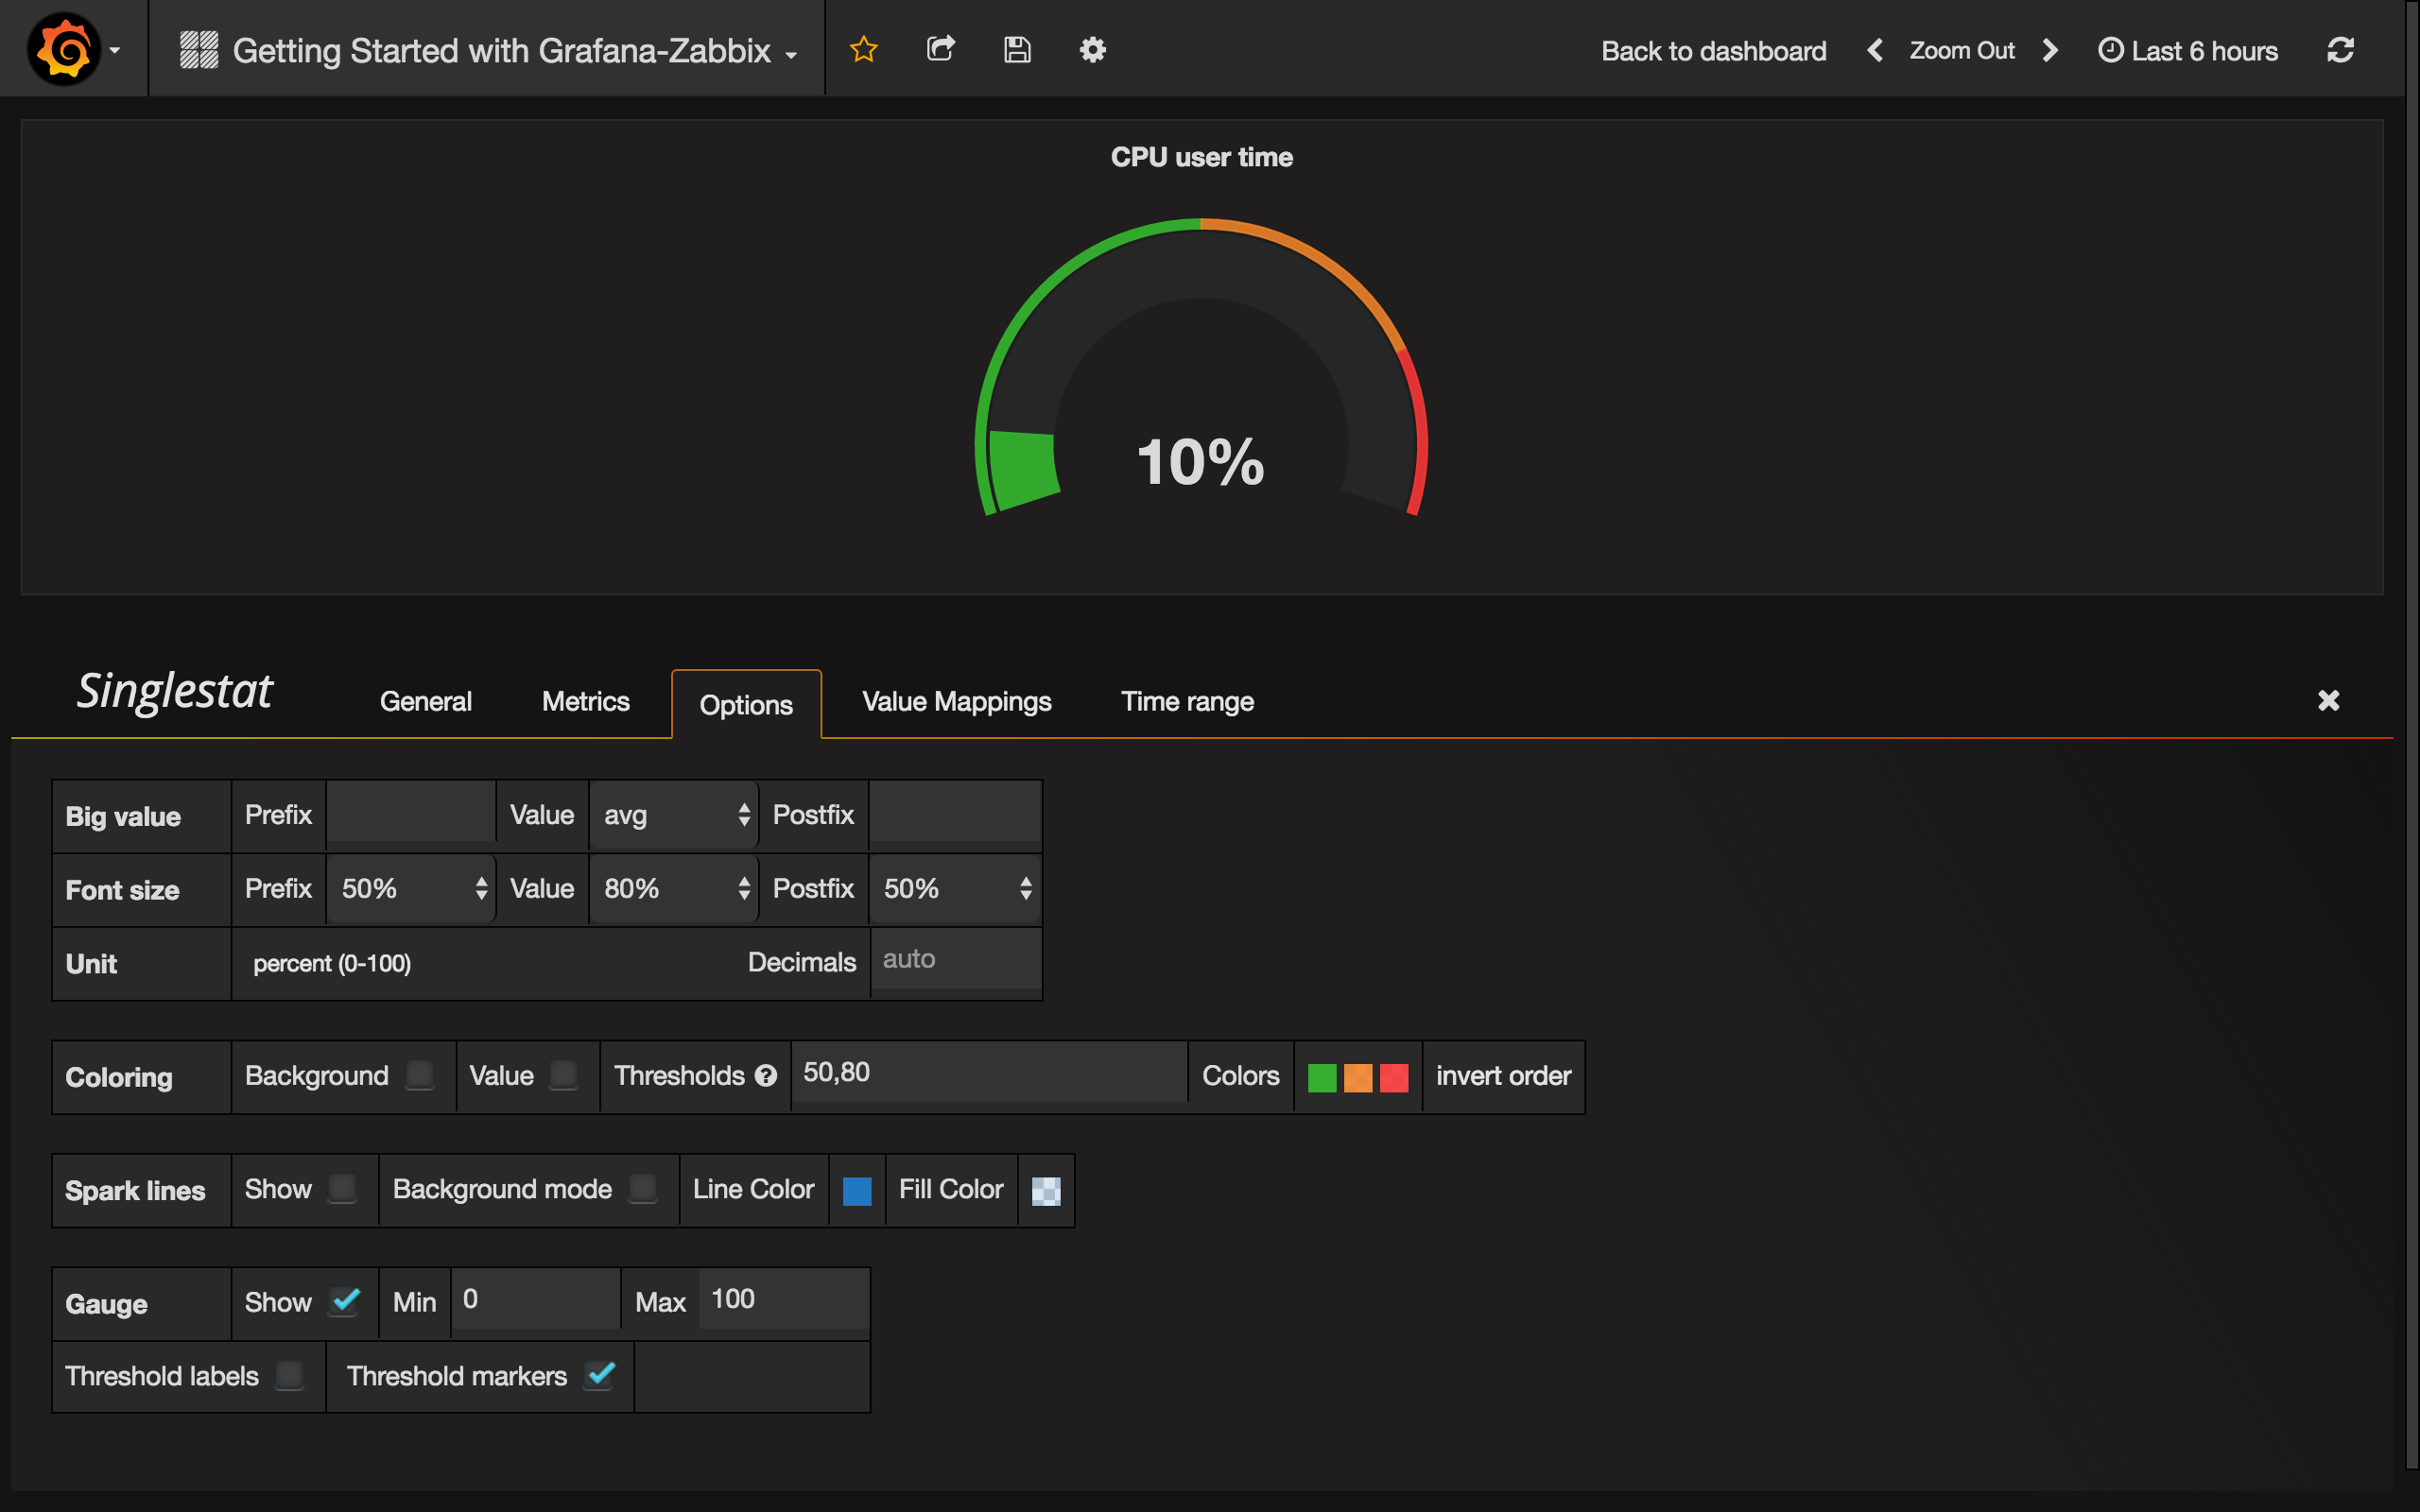 Getting Started with Grafana-Zabbix
Back to dashboard Zoom Out Last 6 hours
CPU user time
10%
Singlestat General Metrics Options Value Mappings Time range
Big value Prefix Value avg Postfix
Font size Prefix 50% Value 80% Postfix 50%
Unit percent (0-100) Decimals auto
Coloring Background Value Thresholds 50,80 Colors invert order
Spark lines Show Background mode Line Color Fill Color
Gauge Show Min 0 Max 100
Threshold labels Threshold markers